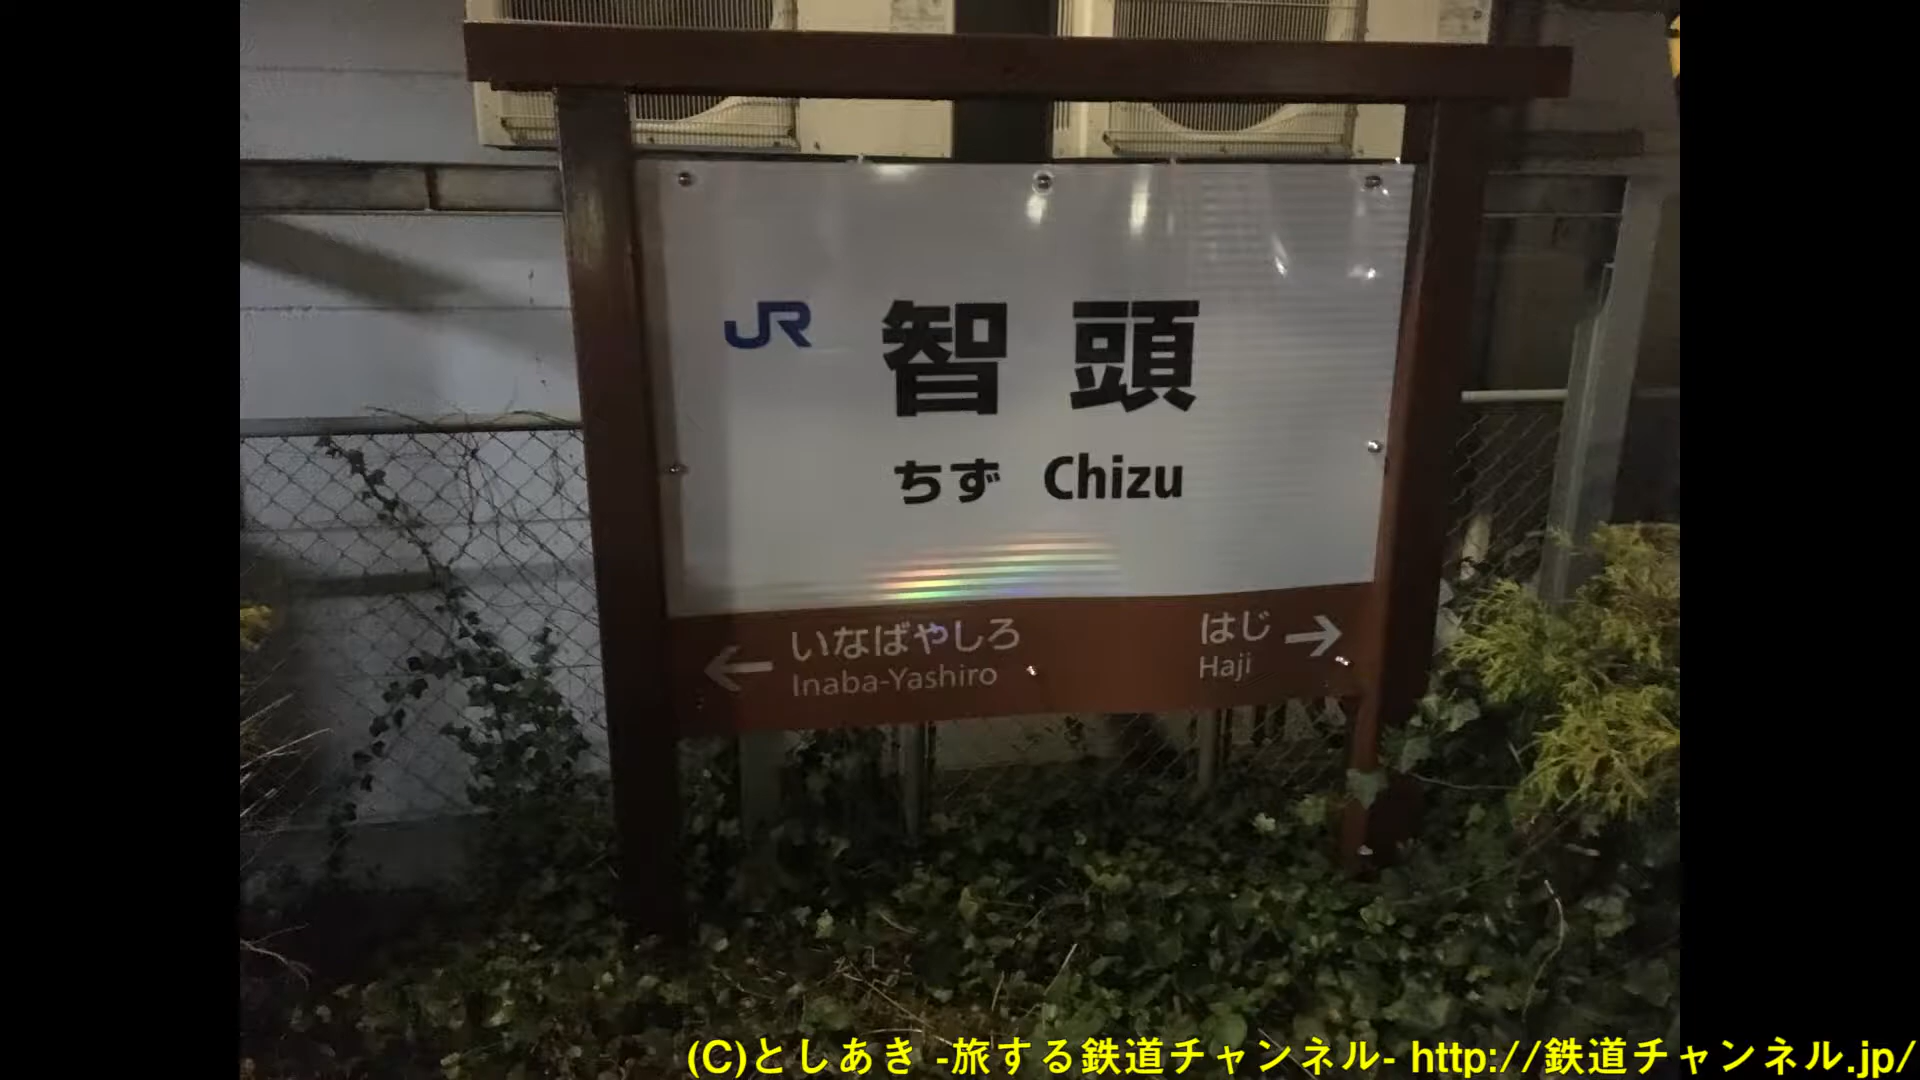 JR 智頭
ちず Chizu
← いなばやしろ
Inaba-Yashiro
はじ →
Haji
(C)としあき -旅する鉄道チャンネル- http://鉄道チャンネル.jp/